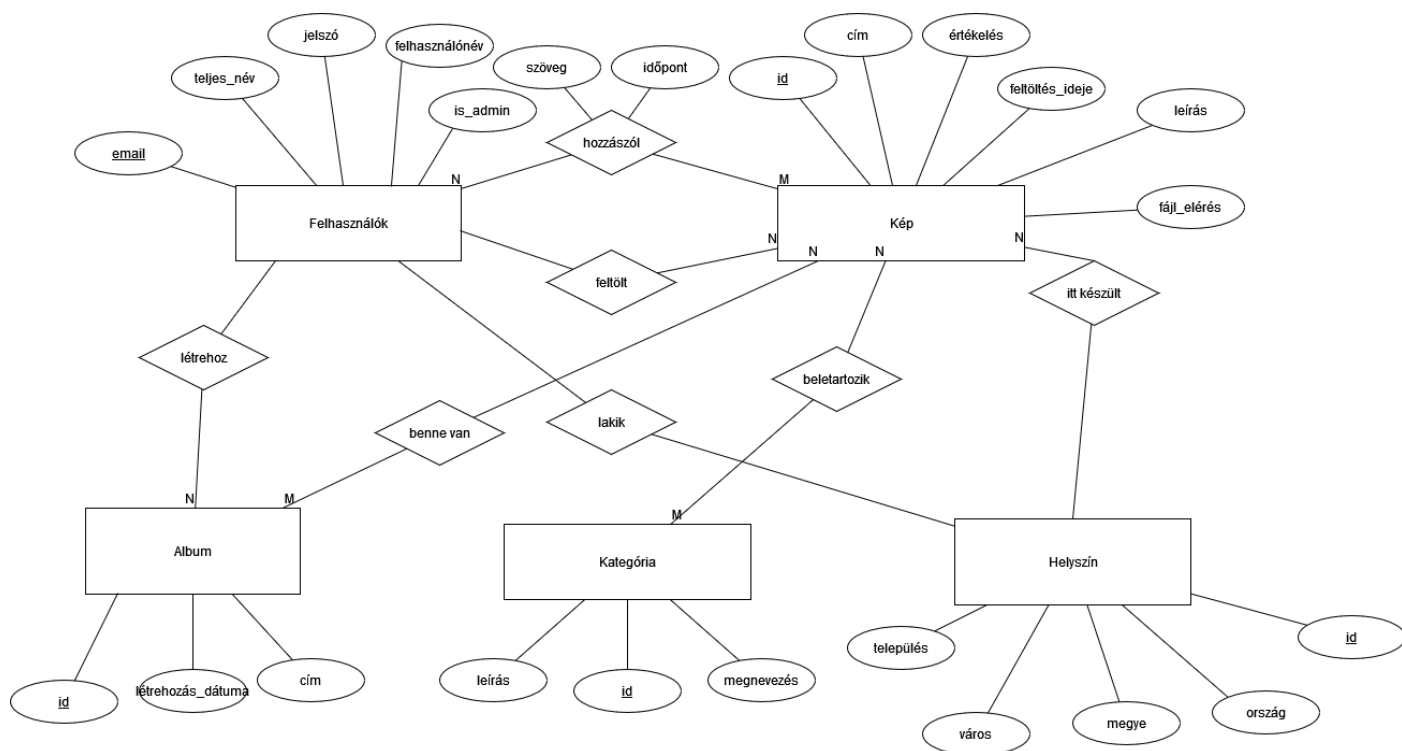 jelszó
felhasználónév
teljes_név
is_admin
email
szöveg
időpont
hozzászól
cím
értékelés
id
feltöltés_ideje
leírás
fájl_elérés
N
M
Felhasználók
Kép
N
N
N
N
feltölt
itt készült
létrehoz
beletartozik
benne van
lakik
N
M
M
Album
Kategória
Helyszín
id
létrehozás_dátuma
cím
leírás
id
megnevezés
település
város
megye
ország
id